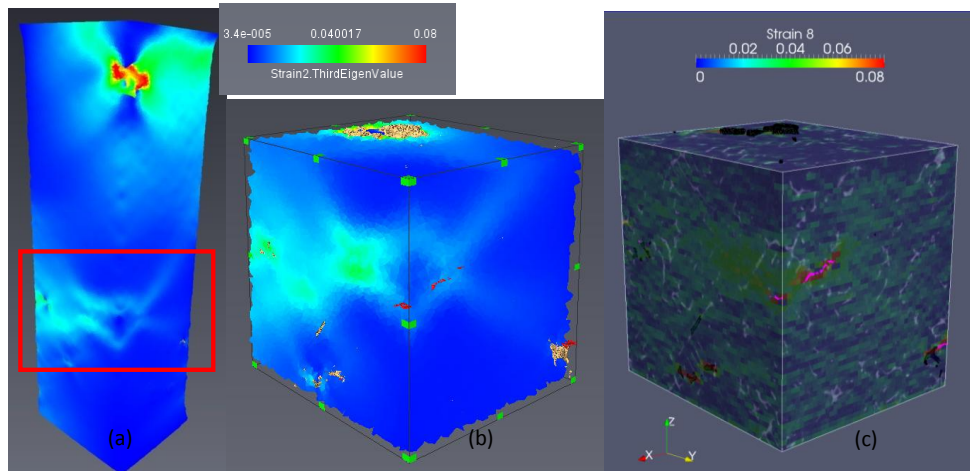 3.4e-005 0.040017 0.08
Strain2.ThirdEigenValue
Strain 8
0.02 0.04 0.06
0 0.08
(a)
(b)
(c)
Z
X Y